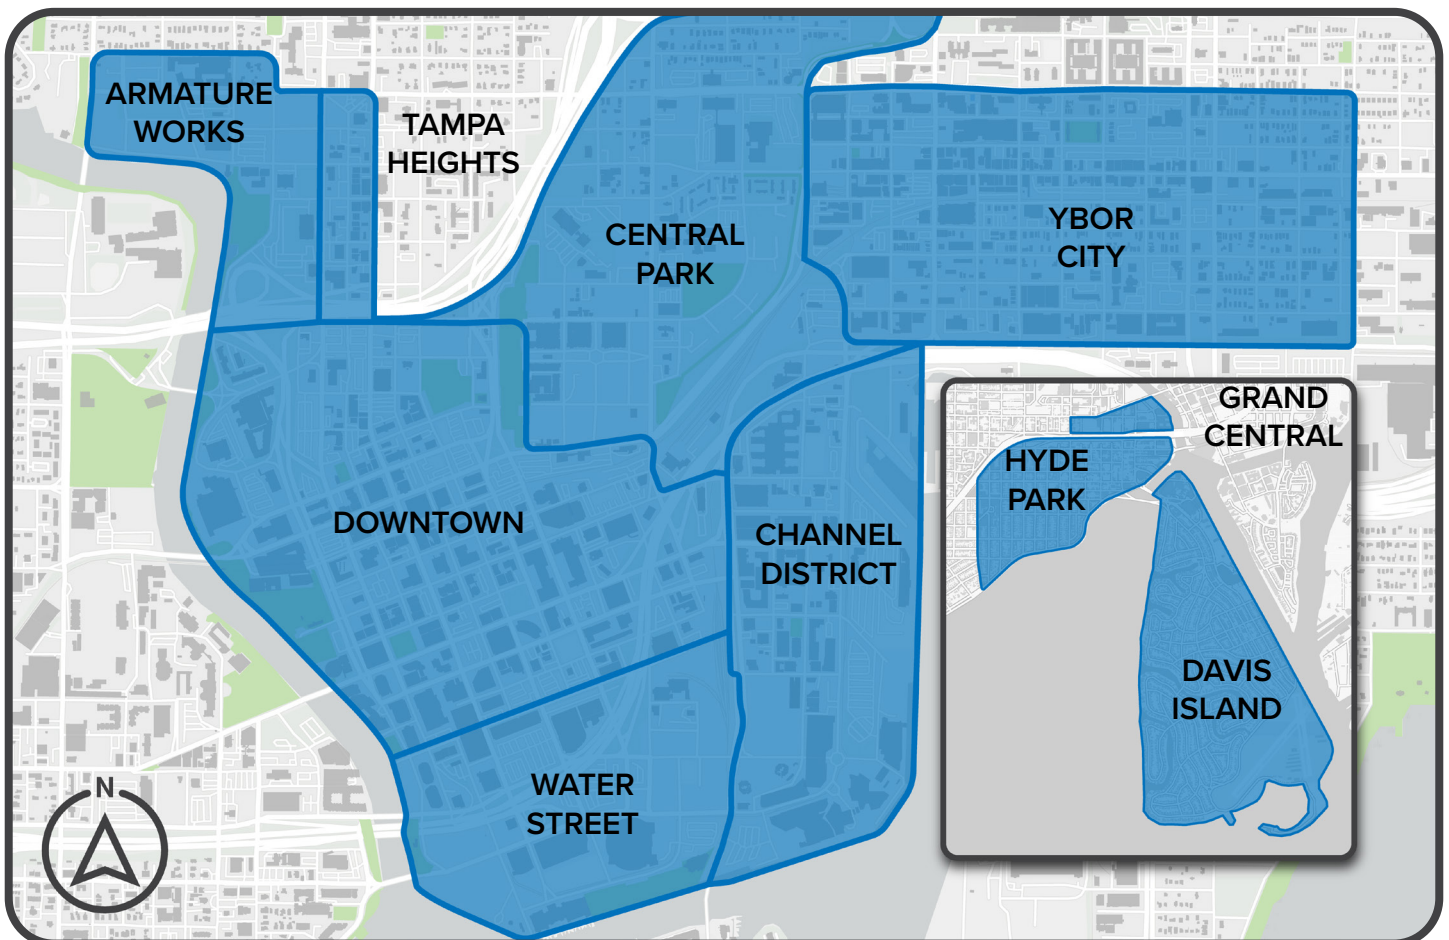 ARMATURE
WORKS
TAMPA
HEIGHTS
CENTRAL
PARK
YBOR
CITY
DOWNTOWN
CHANNEL
DISTRICT
WATER
STREET
GRAND
CENTRAL
HYDE
PARK
DAVIS
ISLAND
N